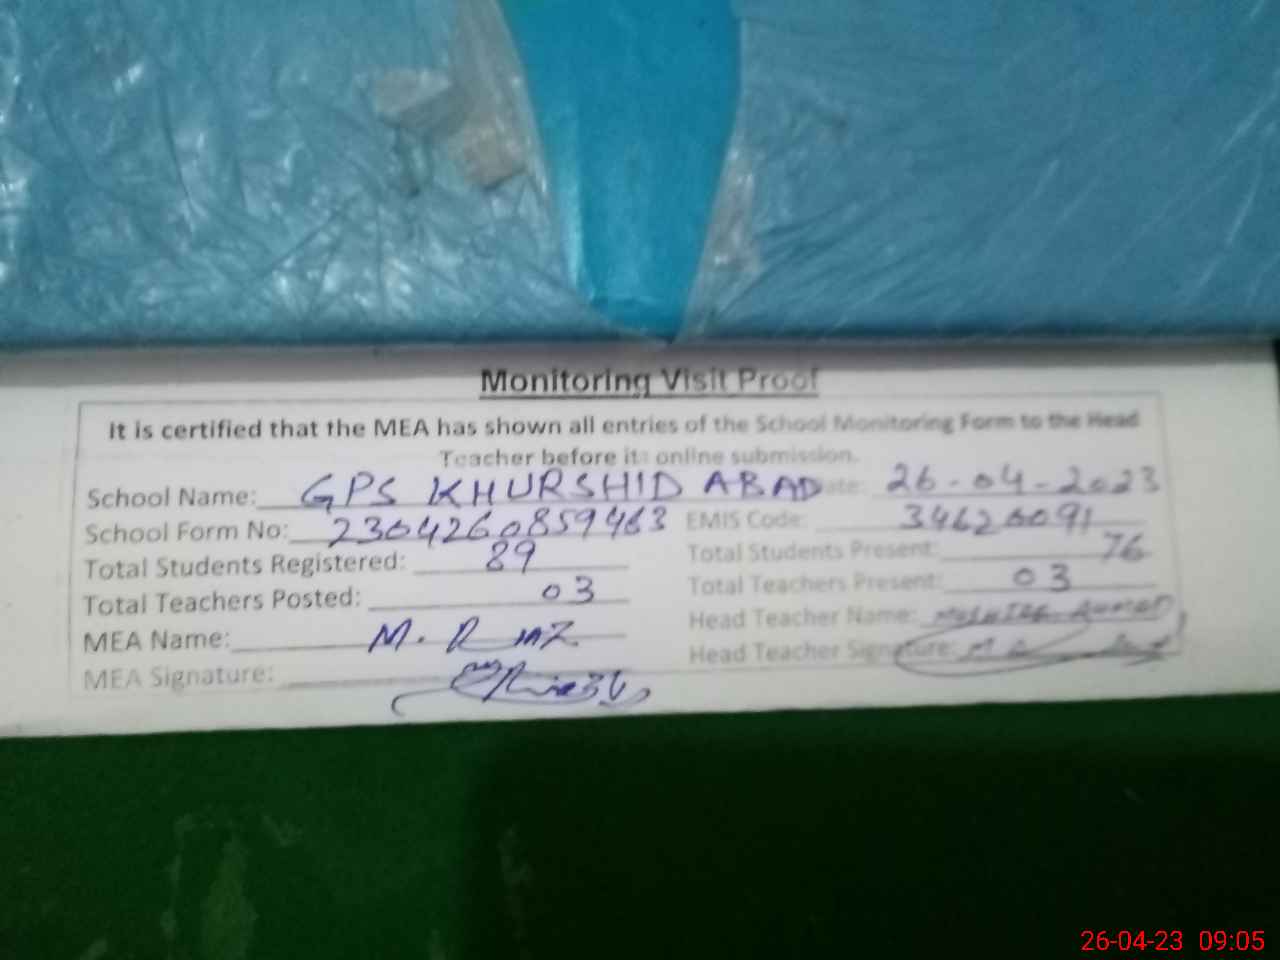 Monitoring Visit Proof
It is certified that the MEA has shown all entries of the School Monitoring Form to the Head
Teacher before its online submission.
School Name: GPS KHURSHID ABAD Date: 26-04-2023
School Form No: 2304260859463 EMIS Code: 34620091
Total Students Registered: 89 Total Students Present: 76
Total Teachers Posted: 03 Total Teachers Present: 03
MEA Name: M. Head Teacher Name: AHMAD
MEA Signature: Head Teacher Signature:
26-04-23 09:05